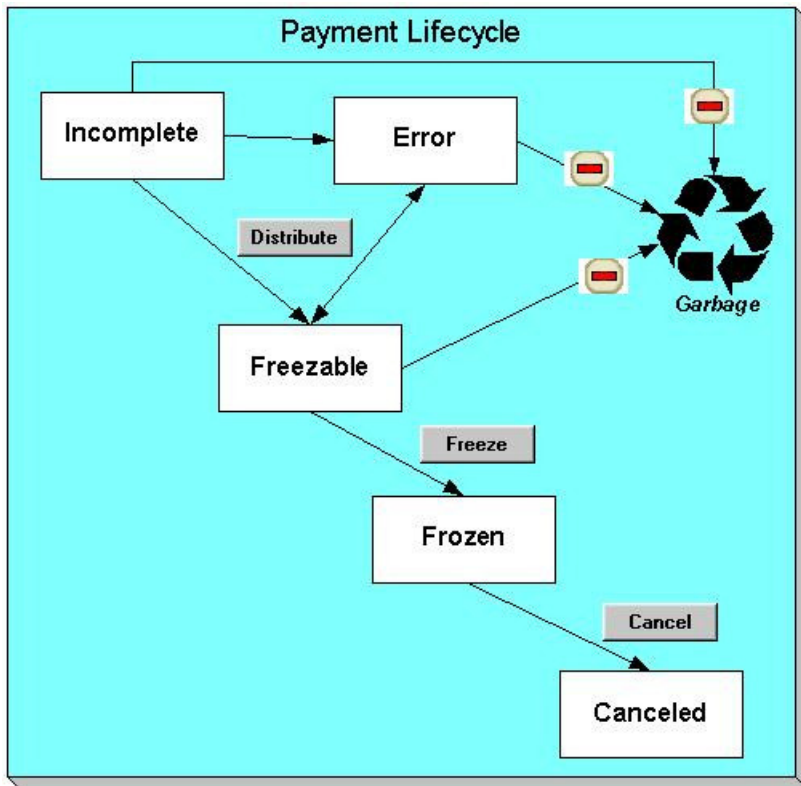 Payment Lifecycle
Incomplete
Error
Distribute
Garbage
Freezable
Freeze
Frozen
Cancel
Canceled